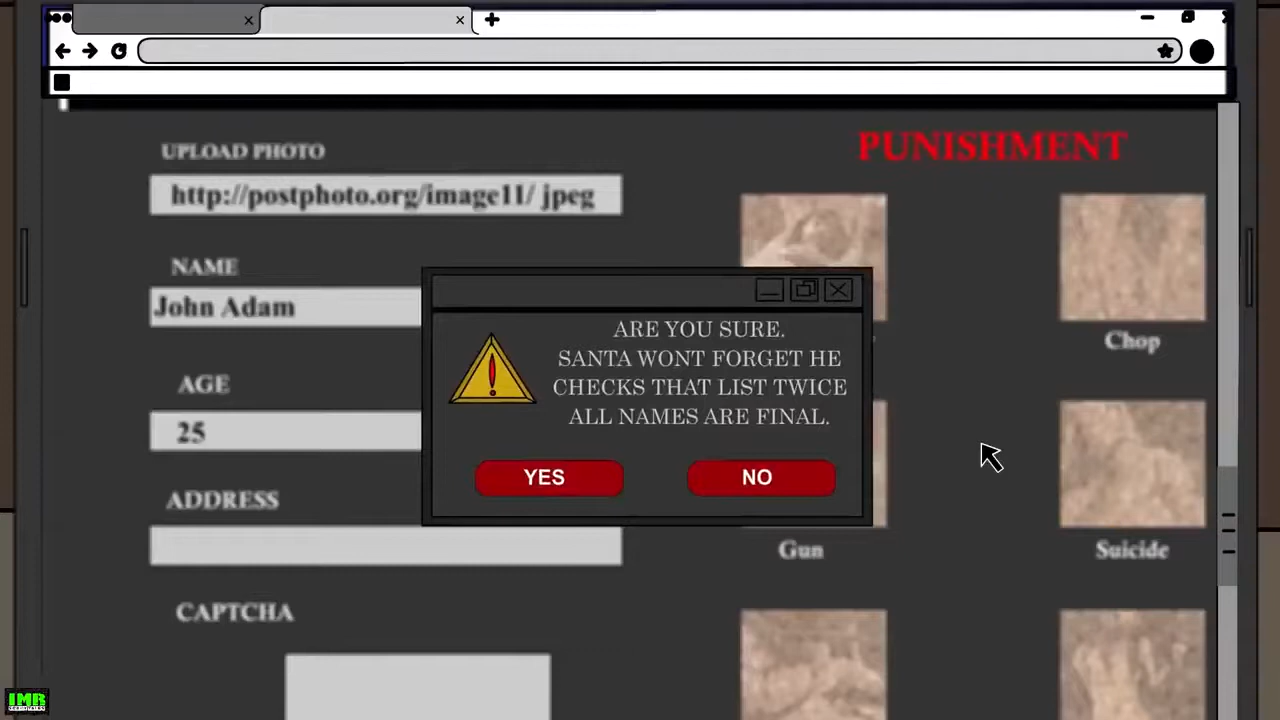 UPLOAD PHOTO
http://postphoto.org/image11/ jpeg
NAME
John Adam
AGE
25
ADDRESS
CAPTCHA
PUNISHMENT
Chop
Gun
Suicide
ARE YOU SURE.
SANTA WONT FORGET HE
CHECKS THAT LIST TWICE
ALL NAMES ARE FINAL.
YES
NO
IMR